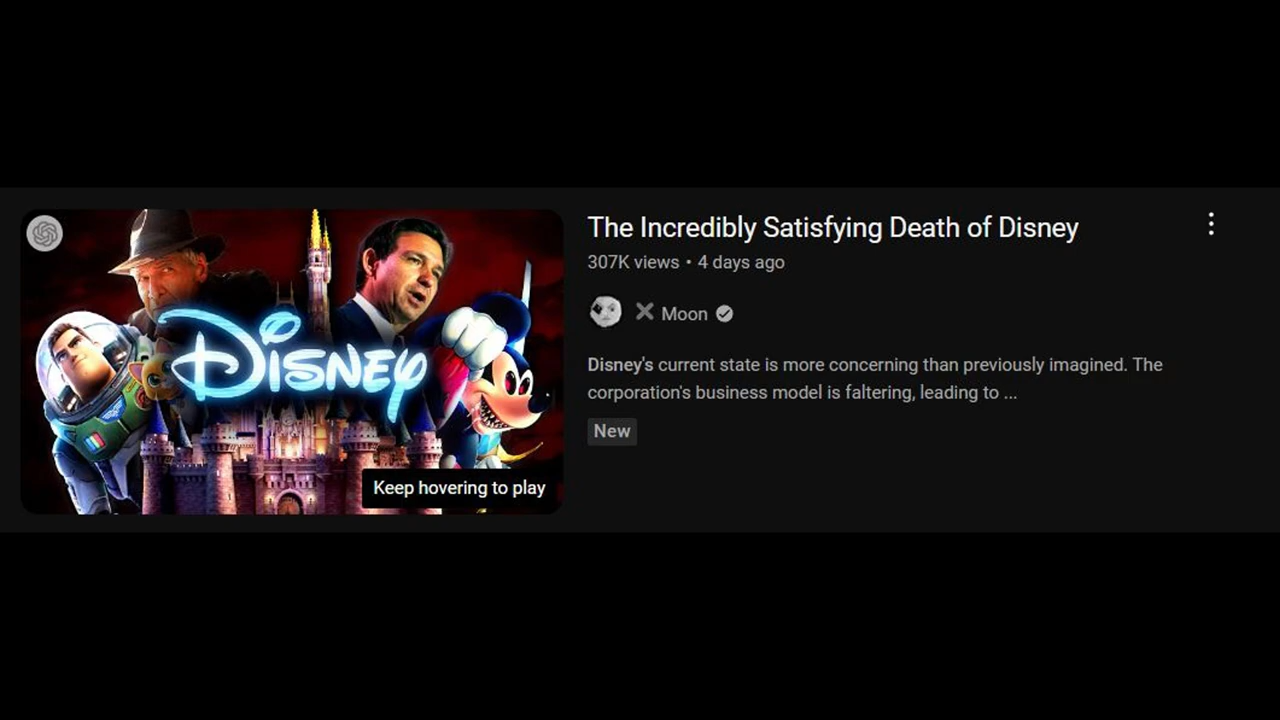 The Incredibly Satisfying Death of Disney
307K views • 4 days ago
Moon
Disney's current state is more concerning than previously imagined. The
corporation's business model is faltering, leading to ...
New
DISNEY
Keep hovering to play